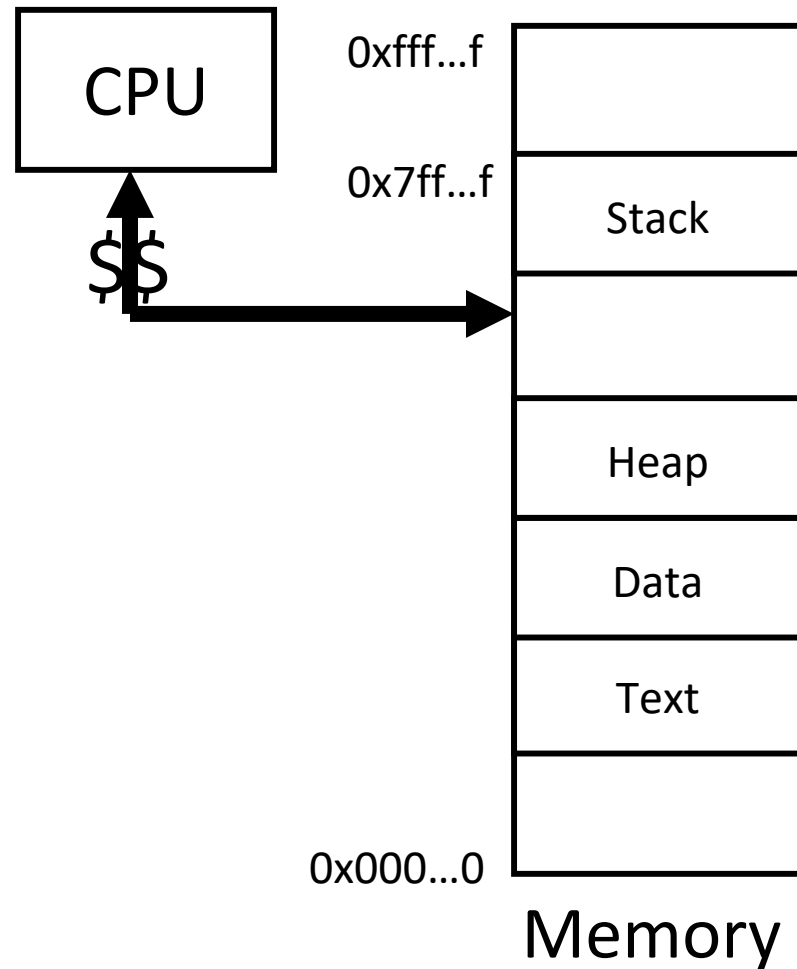 CPU
$$
0xfff...f
0x7ff...f
Stack
Heap
Data
Text
0x000...0
Memory